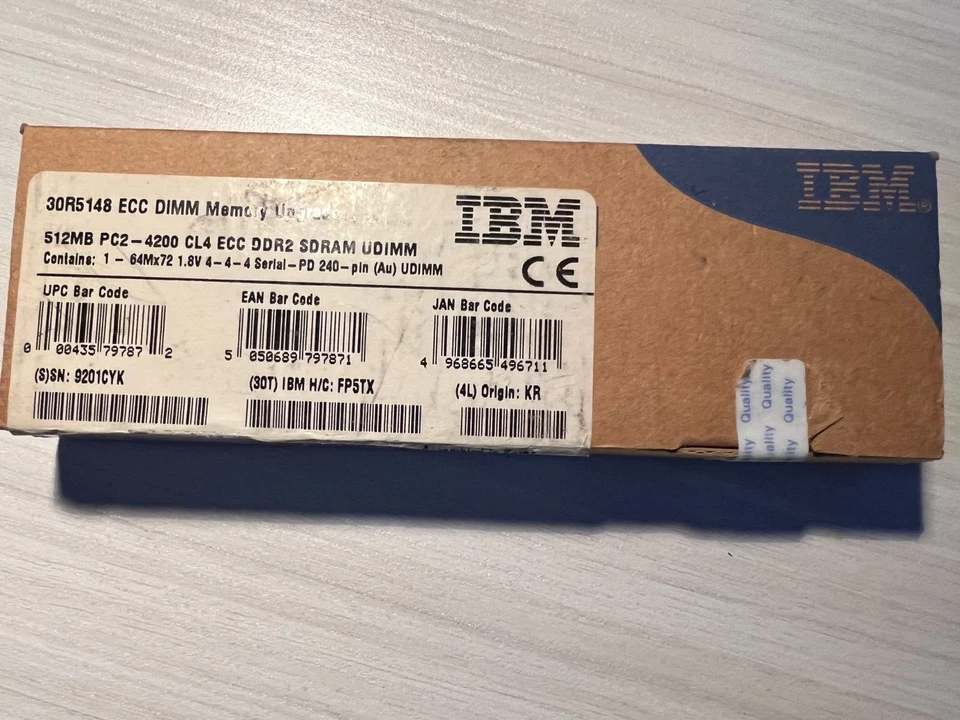 30R5148 ECC DIMM Memory
IBM
IBM®
512MB PC2-4200 CL4 ECC DDR2 SDRAM UDIMM
Contains: 1 - 64Mx72 1.8V 4-4-4 Serial-PD 240-pin (Au) UDIMM
CE
UPC Bar Code
EAN Bar Code
JAN Bar Code
0 00435 79787 2
5 050689 797871
4 968665 496711
(S)SN: 9201CYK
(30T) IBM H/C: FP5TX
(4L) Origin: KR
Quality
Quality
Quality